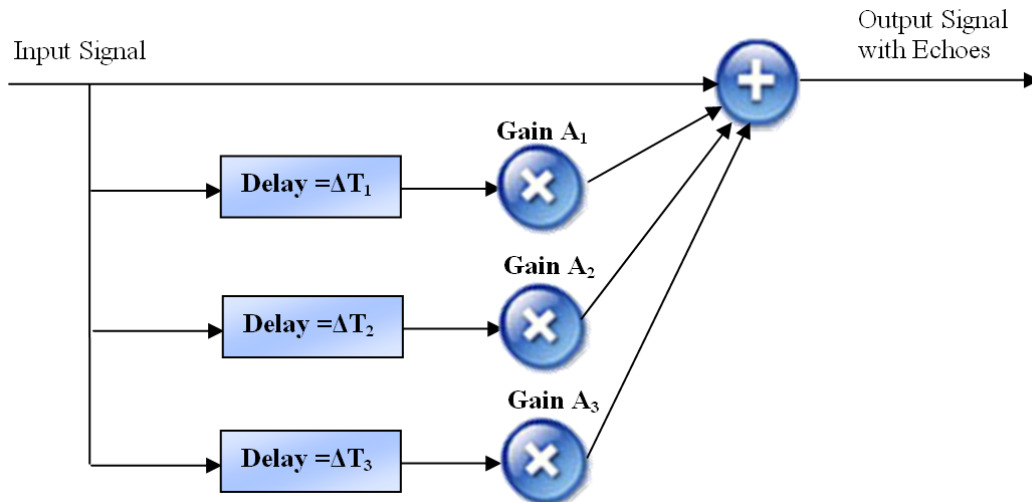 Input Signal
Output Signal
with Echoes
Gain A₁
Delay =ΔT₁
Gain A₂
Delay =ΔT₂
Gain A₃
Delay =ΔT₃